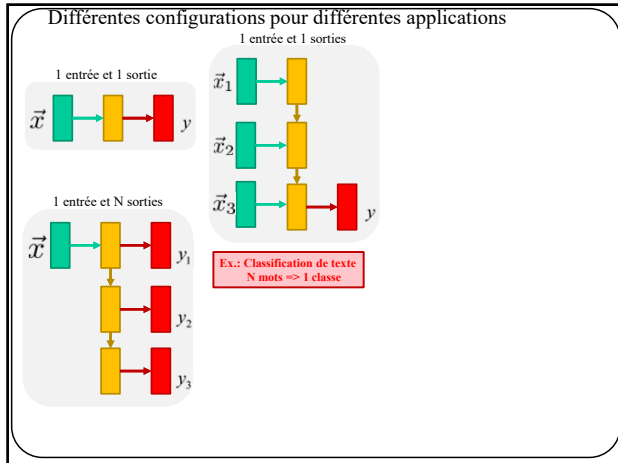 Différentes configurations pour différentes applications
1 entrée et 1 sortie
x⃗
y
1 entrée et 1 sorties
x⃗1
x⃗2
x⃗3
y
1 entrée et N sorties
x⃗
y1
y2
y3
Ex.: Classification de texte
N mots => 1 classe